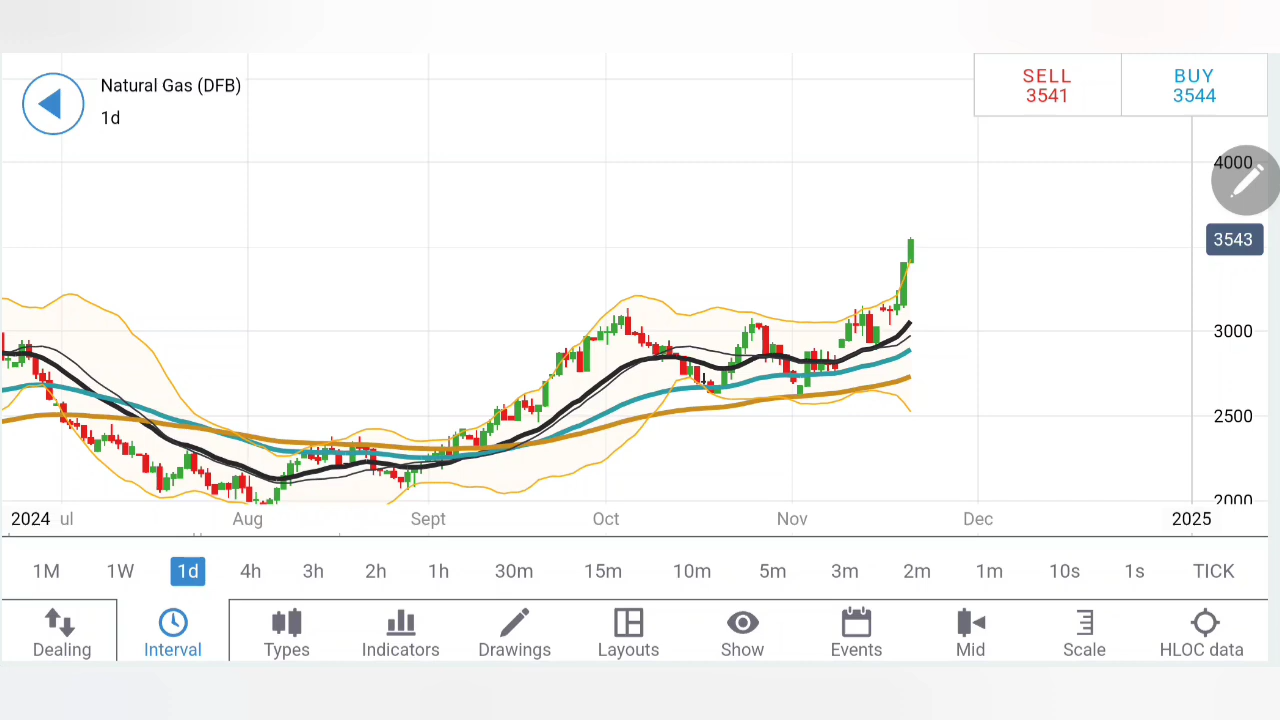 Natural Gas (DFB)
1d
SELL
3541
BUY
3544
4000
3543
3000
2500
2000
2024 ul Aug Sept Oct Nov Dec 2025
1M 1W 1d 4h 3h 2h 1h 30m 15m 10m 5m 3m 2m 1m 10s 1s TICK
Dealing Interval Types Indicators Drawings Layouts Show Events Mid Scale HLOC data